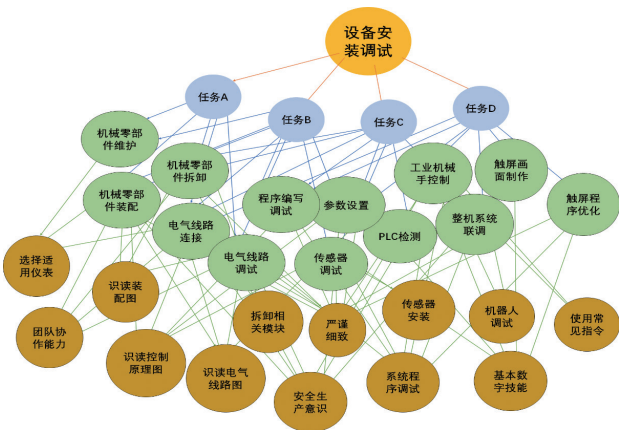 设备安
装调试
任务A
任务B
任务C
任务D
机械零部
件维护
机械零部
件拆卸
工业机械
手控制
触屏画
面制作
机械零部
件装配
程序编写
调试
参数设置
触屏程
序优化
电气线路
连接
PLC检测
整机系统
联调
电气线路
调试
传感器
调试
选择适
用仪表
识读装
配图
拆卸相
关模块
严谨
细致
传感器
安装
机器人
调试
使用常
见指令
团队协
作能力
识读控制
原理图
识读电气
线路图
安全生
产意识
系统程
序调试
基本数
字技能